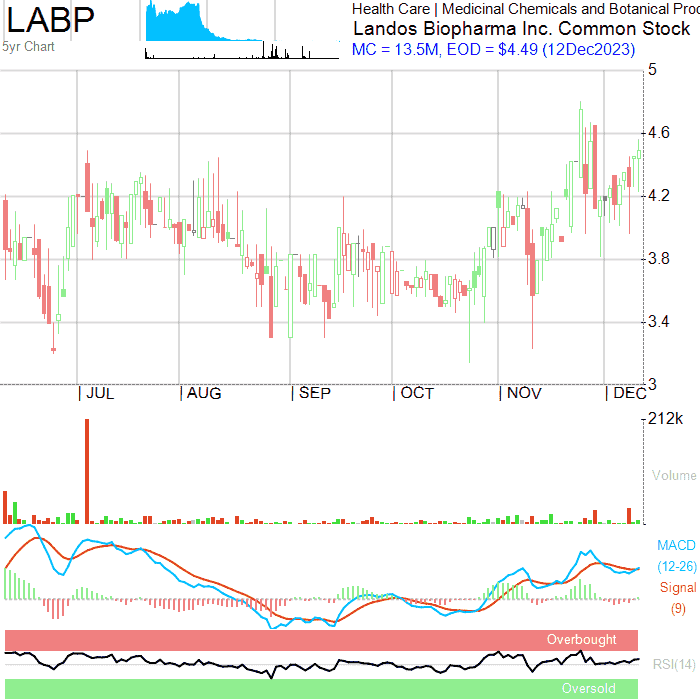 LABP
5yr Chart
Health Care | Medicinal Chemicals and Botanical Proc
Landos Biopharma Inc. Common Stock
MC = 13.5M, EOD = $4.49 (12Dec2023)
5
4.6
4.2
3.8
3.4
3
JUL AUG SEP OCT NOV DEC
212k
Volume
MACD
(12-26)
Signal
(9)
Overbought
RSI(14)
Oversold